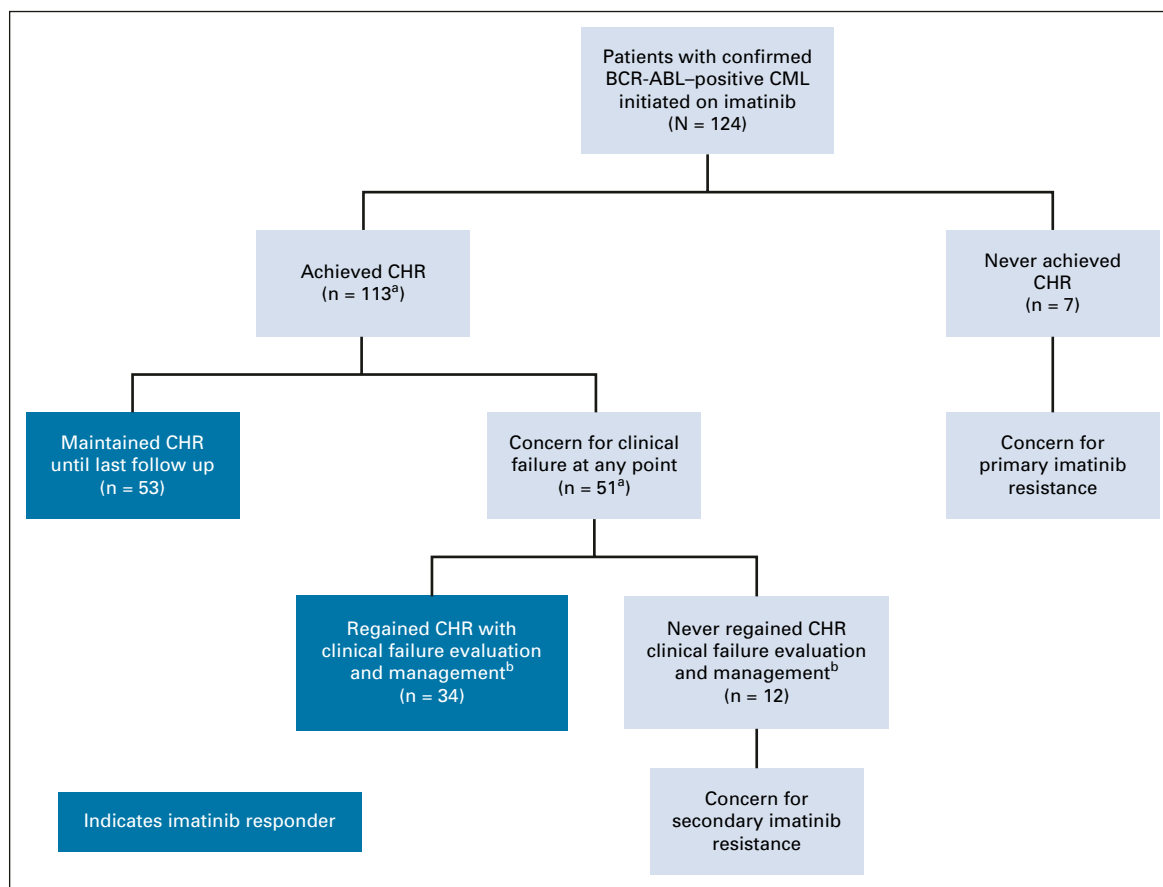 Patients with confirmed
BCR-ABL–positive CML
initiated on imatinib
(N = 124)
Achieved CHR
(n = 113ᵃ)
Never achieved
CHR
(n = 7)
Maintained CHR
until last follow up
(n = 53)
Concern for clinical
failure at any point
(n = 51ᵃ)
Concern for
primary imatinib
resistance
Regained CHR with
clinical failure evaluation
and managementᵇ
(n = 34)
Never regained CHR
clinical failure evaluation
and managementᵇ
(n = 12)
Indicates imatinib responder
Concern for
secondary imatinib
resistance